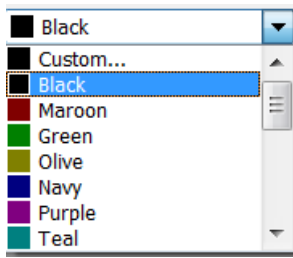 Black
Custom...
Black
Maroon
Green
Olive
Navy
Purple
Teal